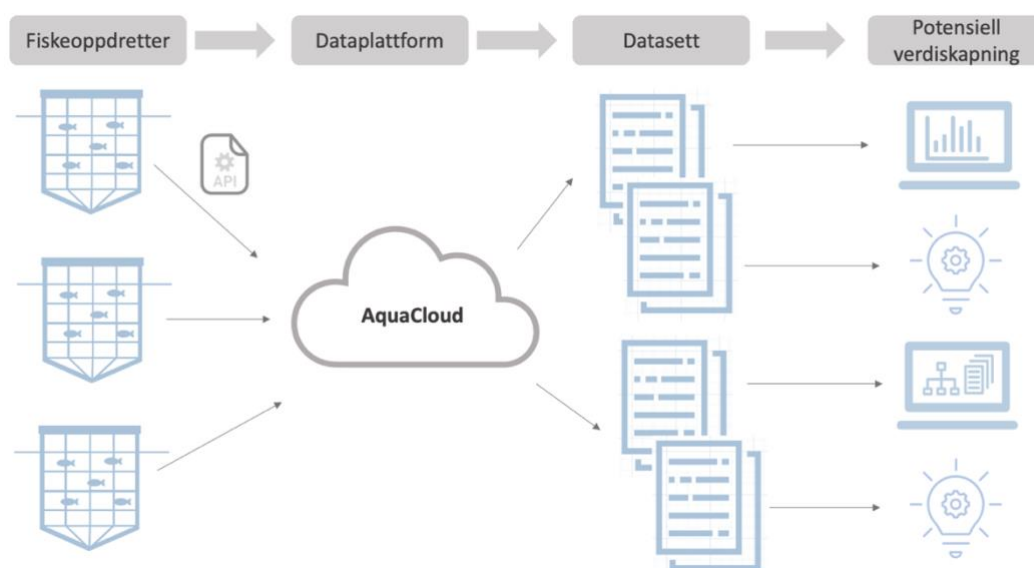 Fiskeoppdretter
Dataplattform
Datasett
Potensiell
verdiskapning
API
AquaCloud